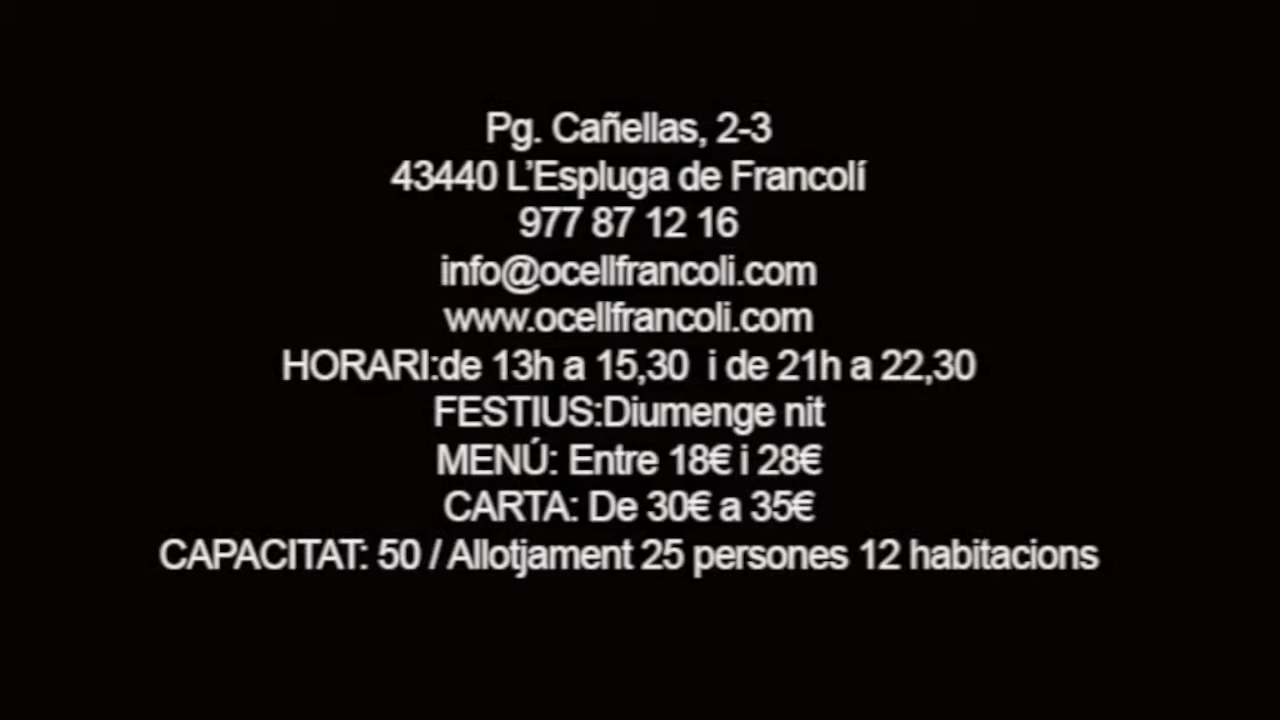 Pg. Cañellas, 2-3
43440 L'Espluga de Francolí
977 87 12 16
info@ocellfrancoli.com
www.ocellfrancoli.com
HORARI:de 13h a 15,30  i de 21h a 22,30
FESTIUS:Diumenge nit
MENÚ: Entre 18€ i 28€
CARTA: De 30€ a 35€
CAPACITAT: 50 / Allotjament 25 persones 12 habitacions